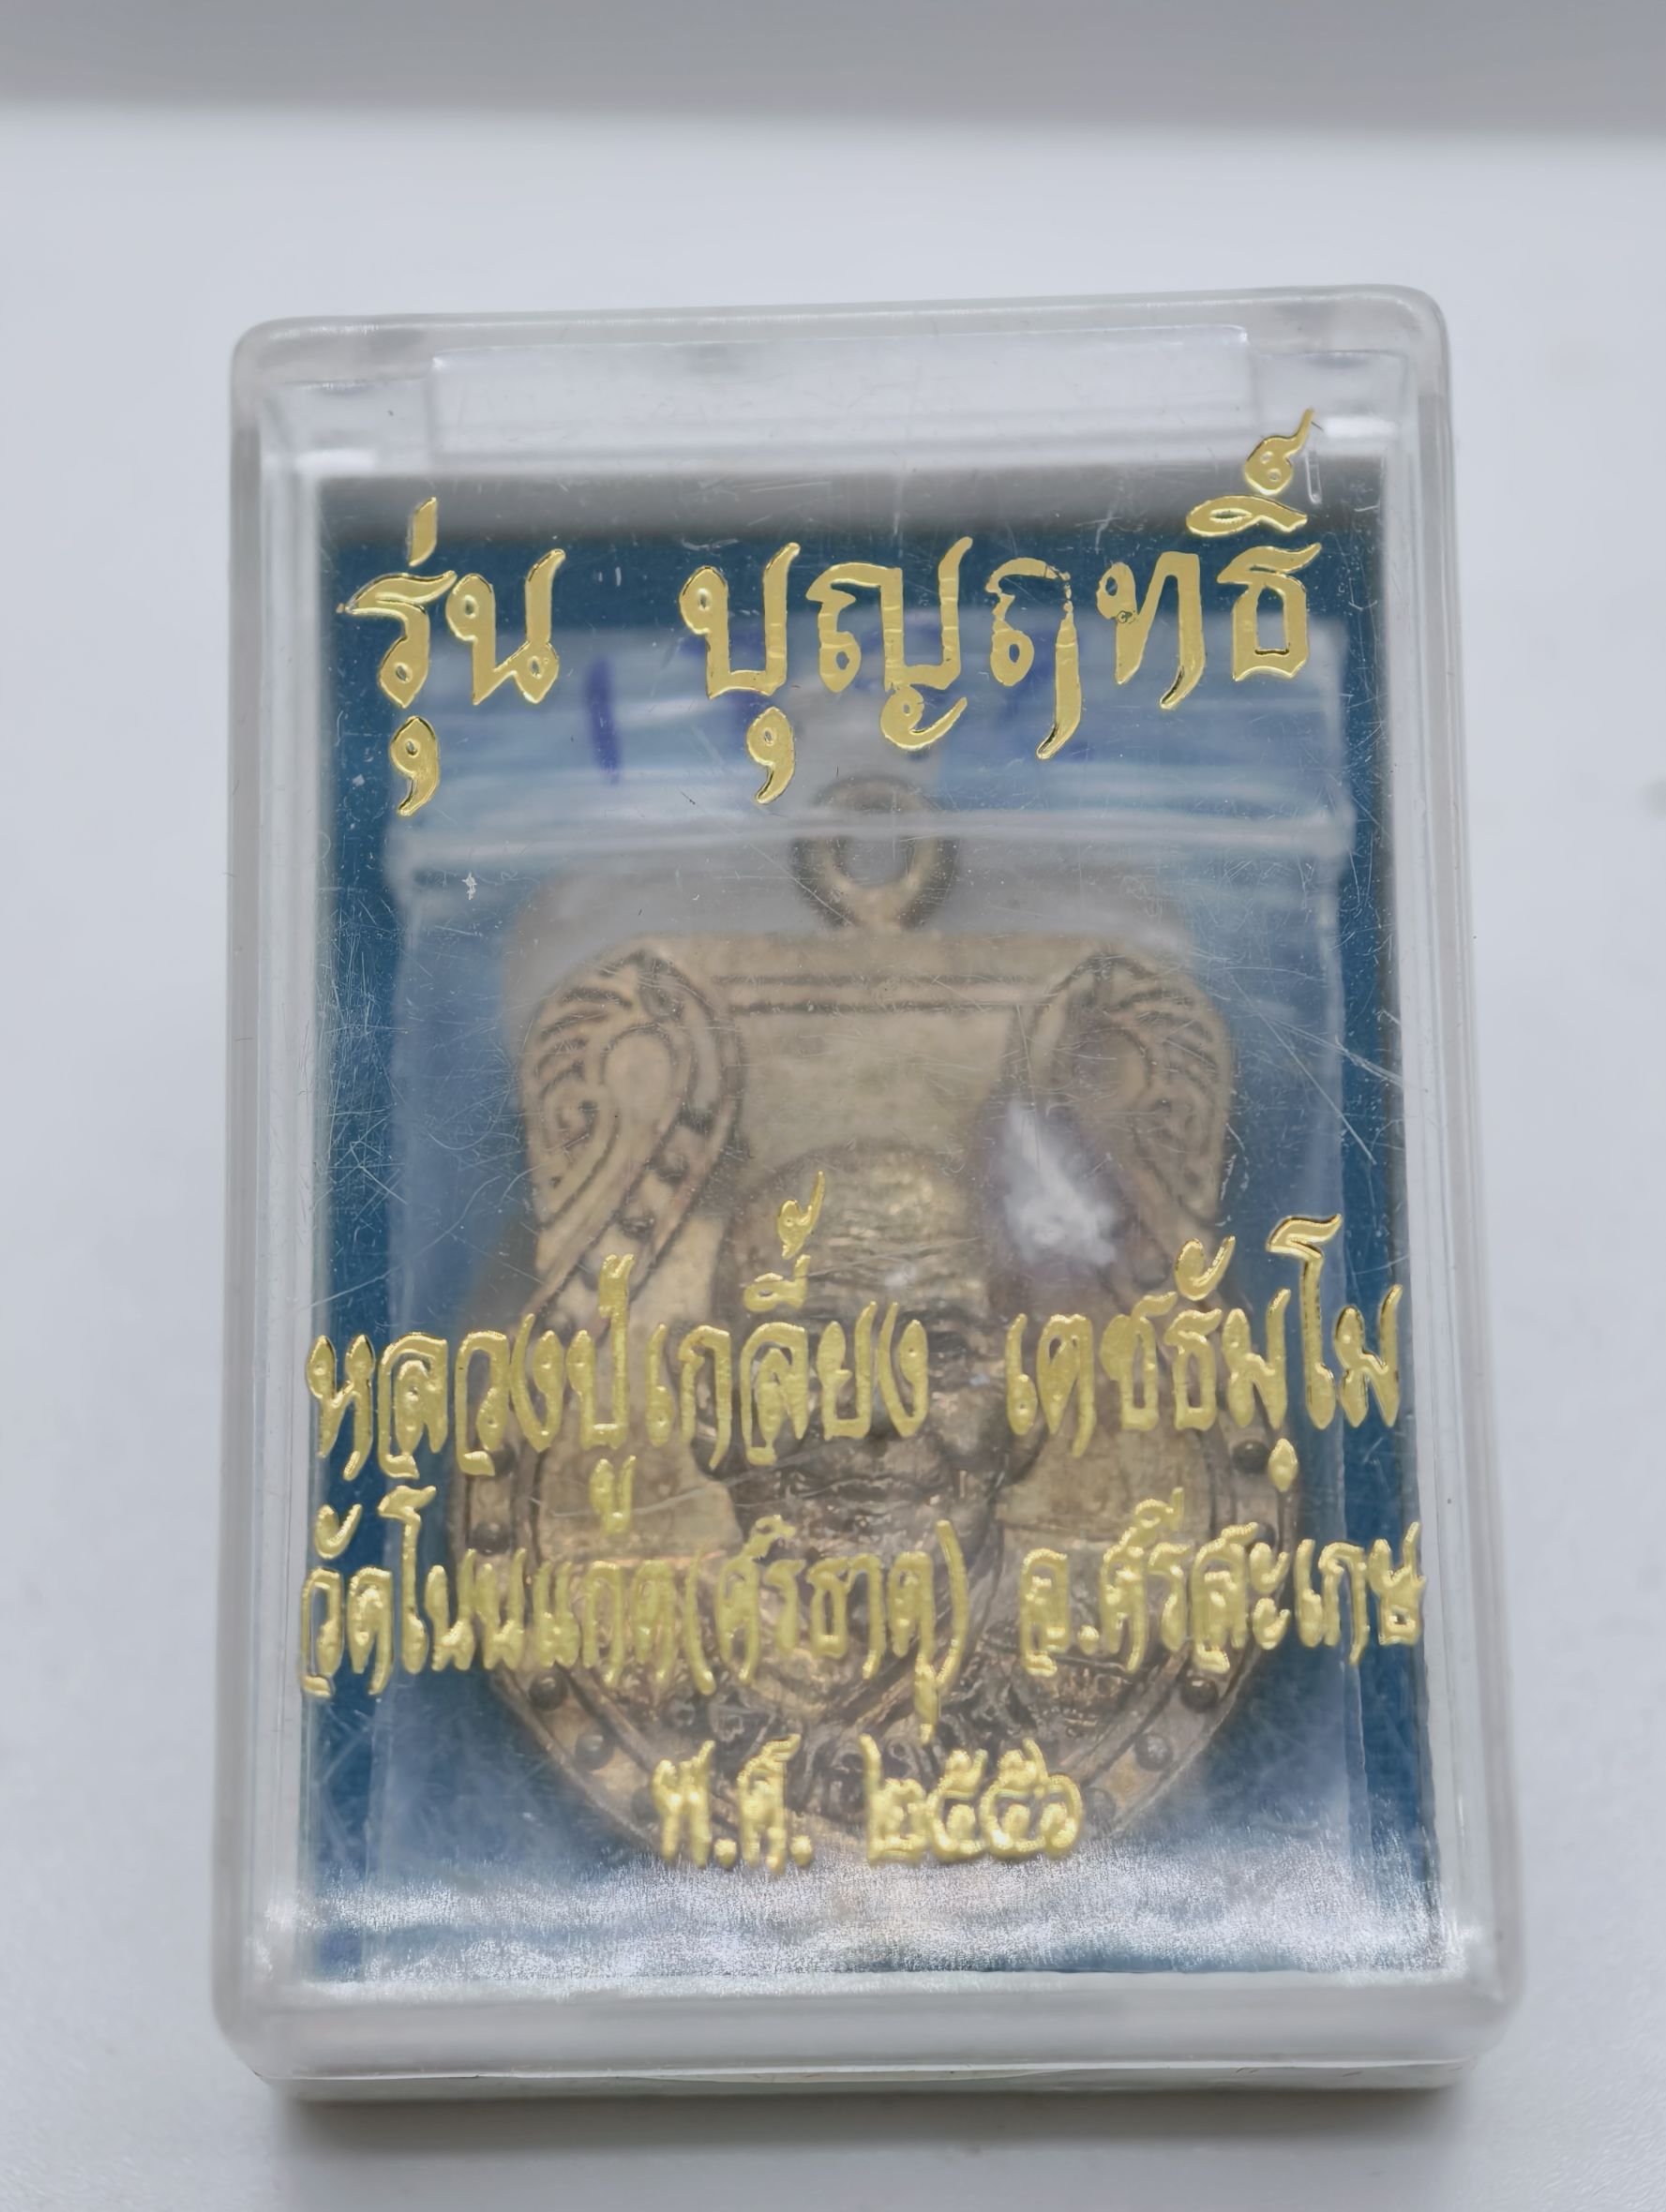 รุ่น บุญฤทธิ์
หลวงปู่เกลี้ยง เตชธัมฺโม
วัดโนนแกด(ศรีธาตุ) จ.ศรีสะเกษ
พ.ศ. ๒๕๕๖